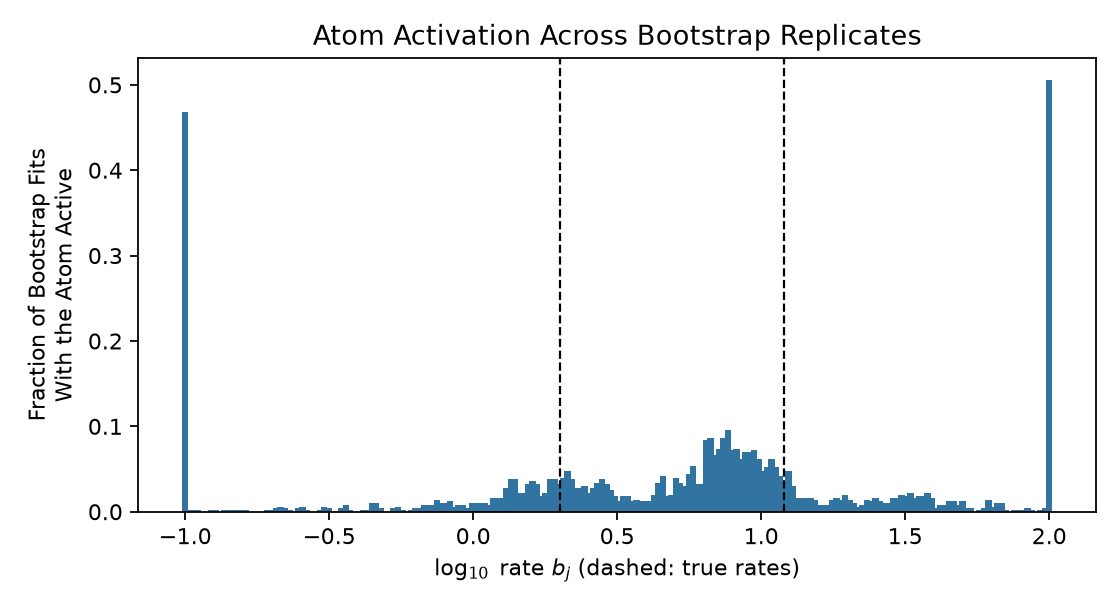 Atom Activation Across Bootstrap Replicates
Fraction of Bootstrap Fits
With the Atom Active
0.5
0.4
0.3
0.2
0.1
0.0
−1.0 −0.5 0.0 0.5 1.0 1.5 2.0
log₁₀ rate bⱼ (dashed: true rates)